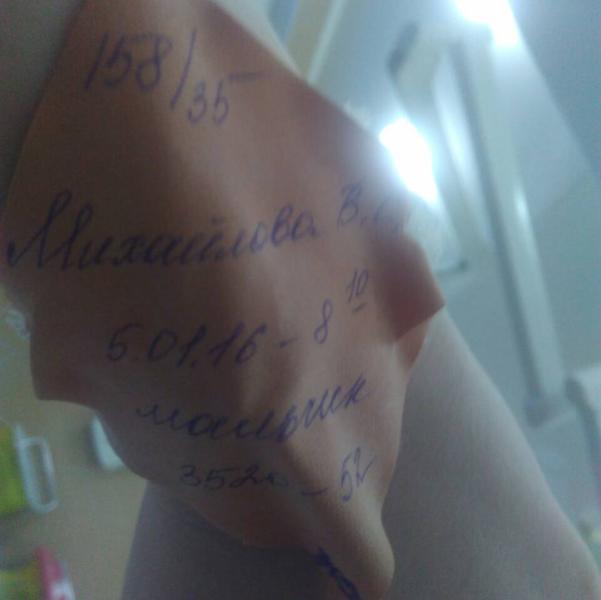 158/35
Михайлова В.
5.01.16 - 8 10
мальчик
3520 - 52